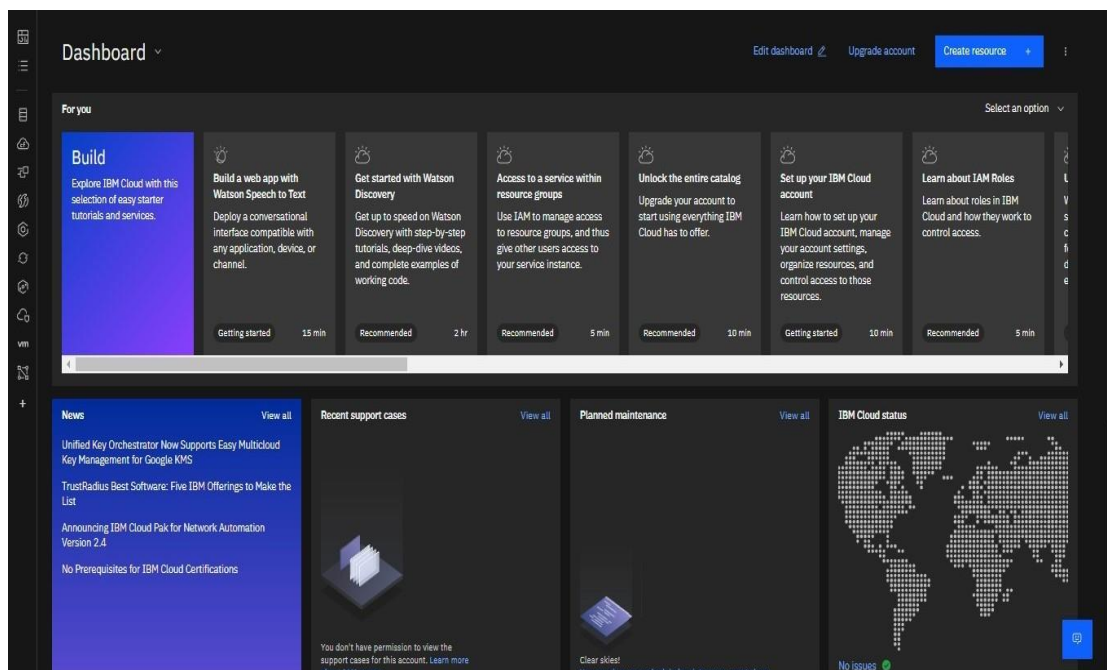 Dashboard
Edit dashboard
Upgrade account
Create resource +
For you
Select an option
Build
Explore IBM Cloud with this
selection of easy starter
tutorials and services.
Build a web app with
Watson Speech to Text
Deploy a conversational
interface compatible with
any application, device, or
channel.
Getting started 15 min
Get started with Watson
Discovery
Get up to speed on Watson
Discovery with step-by-step
tutorials, deep-dive videos,
and complete examples of
working code.
Recommended 2 hr
Access to a service within
resource groups
Use IAM to manage access
to resource groups, and thus
give other users access to
your service instance.
Recommended 5 min
Unlock the entire catalog
Upgrade your account to
start using everything IBM
Cloud has to offer.
Recommended 10 min
Set up your IBM Cloud
account
Learn how to set up your
IBM Cloud account, manage
your account settings,
organize resources, and
control access to those
resources.
Getting started 10 min
Learn about IAM Roles
Learn about roles in IBM
Cloud and how they work to
control access.
Recommended 5 min
vm
News View all
Unified Key Orchestrator Now Supports Easy Multicloud
Key Management for Google KMS
TrustRadius Best Software: Five IBM Offerings to Make the
List
Announcing IBM Cloud Pak for Network Automation
Version 2.4
No Prerequisites for IBM Cloud Certifications
Recent support cases View all
You don't have permission to view the
support cases for this account. Learn more
Planned maintenance View all
Clear skies!
IBM Cloud status View all
No issues